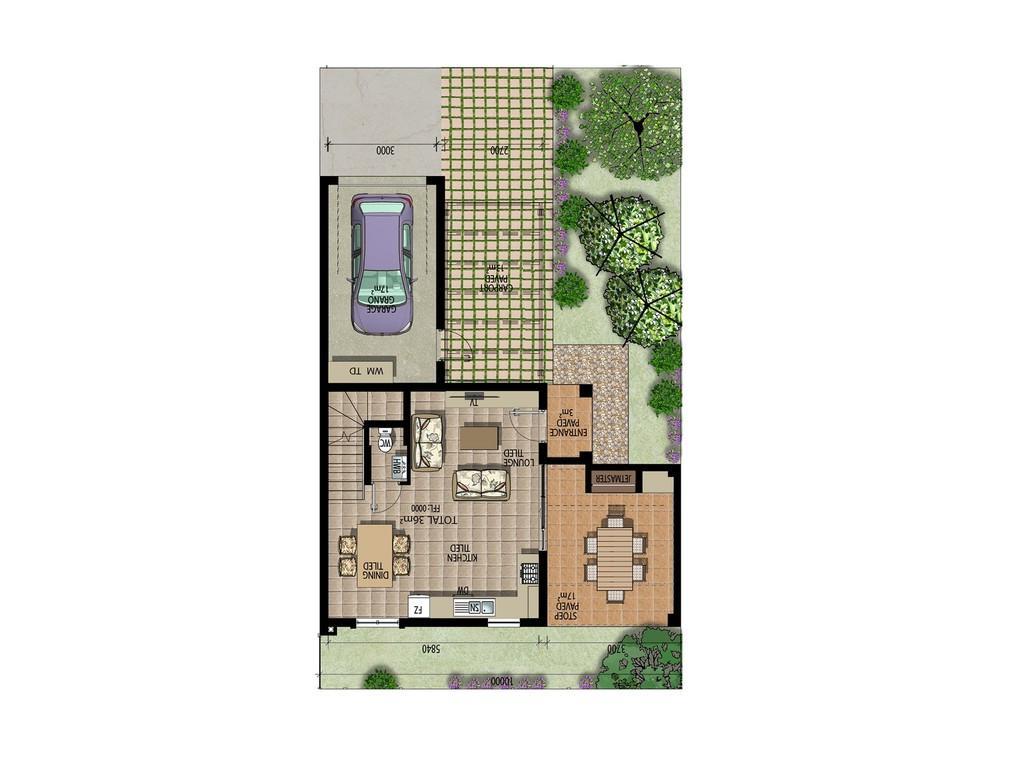 3000
2700
GARAGE
GRANO
17m²
CARPORT
PAVED
13m²
WM TD
TV
ENTRANCE
PAVED
3m²
WC
HWB
LOUNGE
TILED
JETMASTER
TOTAL 36m²
FFL 0000
KITCHEN
TILED
DINING
TILED
DW
FZ
SN
STOEP
PAVED
17m²
5840
3700
10000